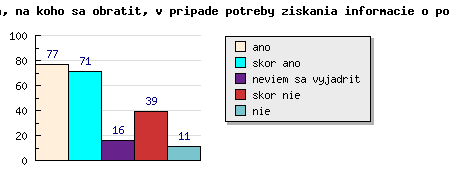 , na koho sa obratit, v pripade potreby ziskania informacie o po
100
80
60
40
20
0
77
71
16
39
11
ano
skor ano
neviem sa vyjadrit
skor nie
nie